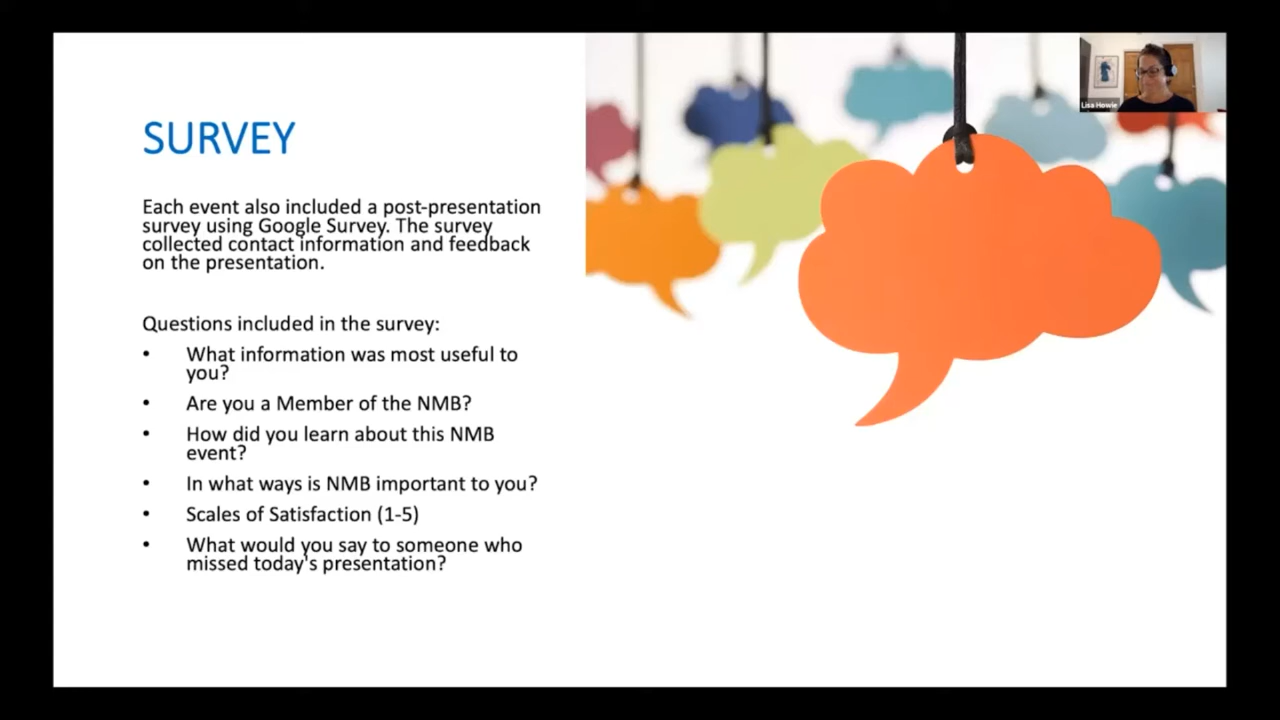 SURVEY
Lisa Howie
Each event also included a post-presentation
survey using Google Survey. The survey
collected contact information and feedback
on the presentation.
Questions included in the survey:
• What information was most useful to
you?
• Are you a Member of the NMB?
• How did you learn about this NMB
event?
• In what ways is NMB important to you?
• Scales of Satisfaction (1-5)
• What would you say to someone who
missed today's presentation?